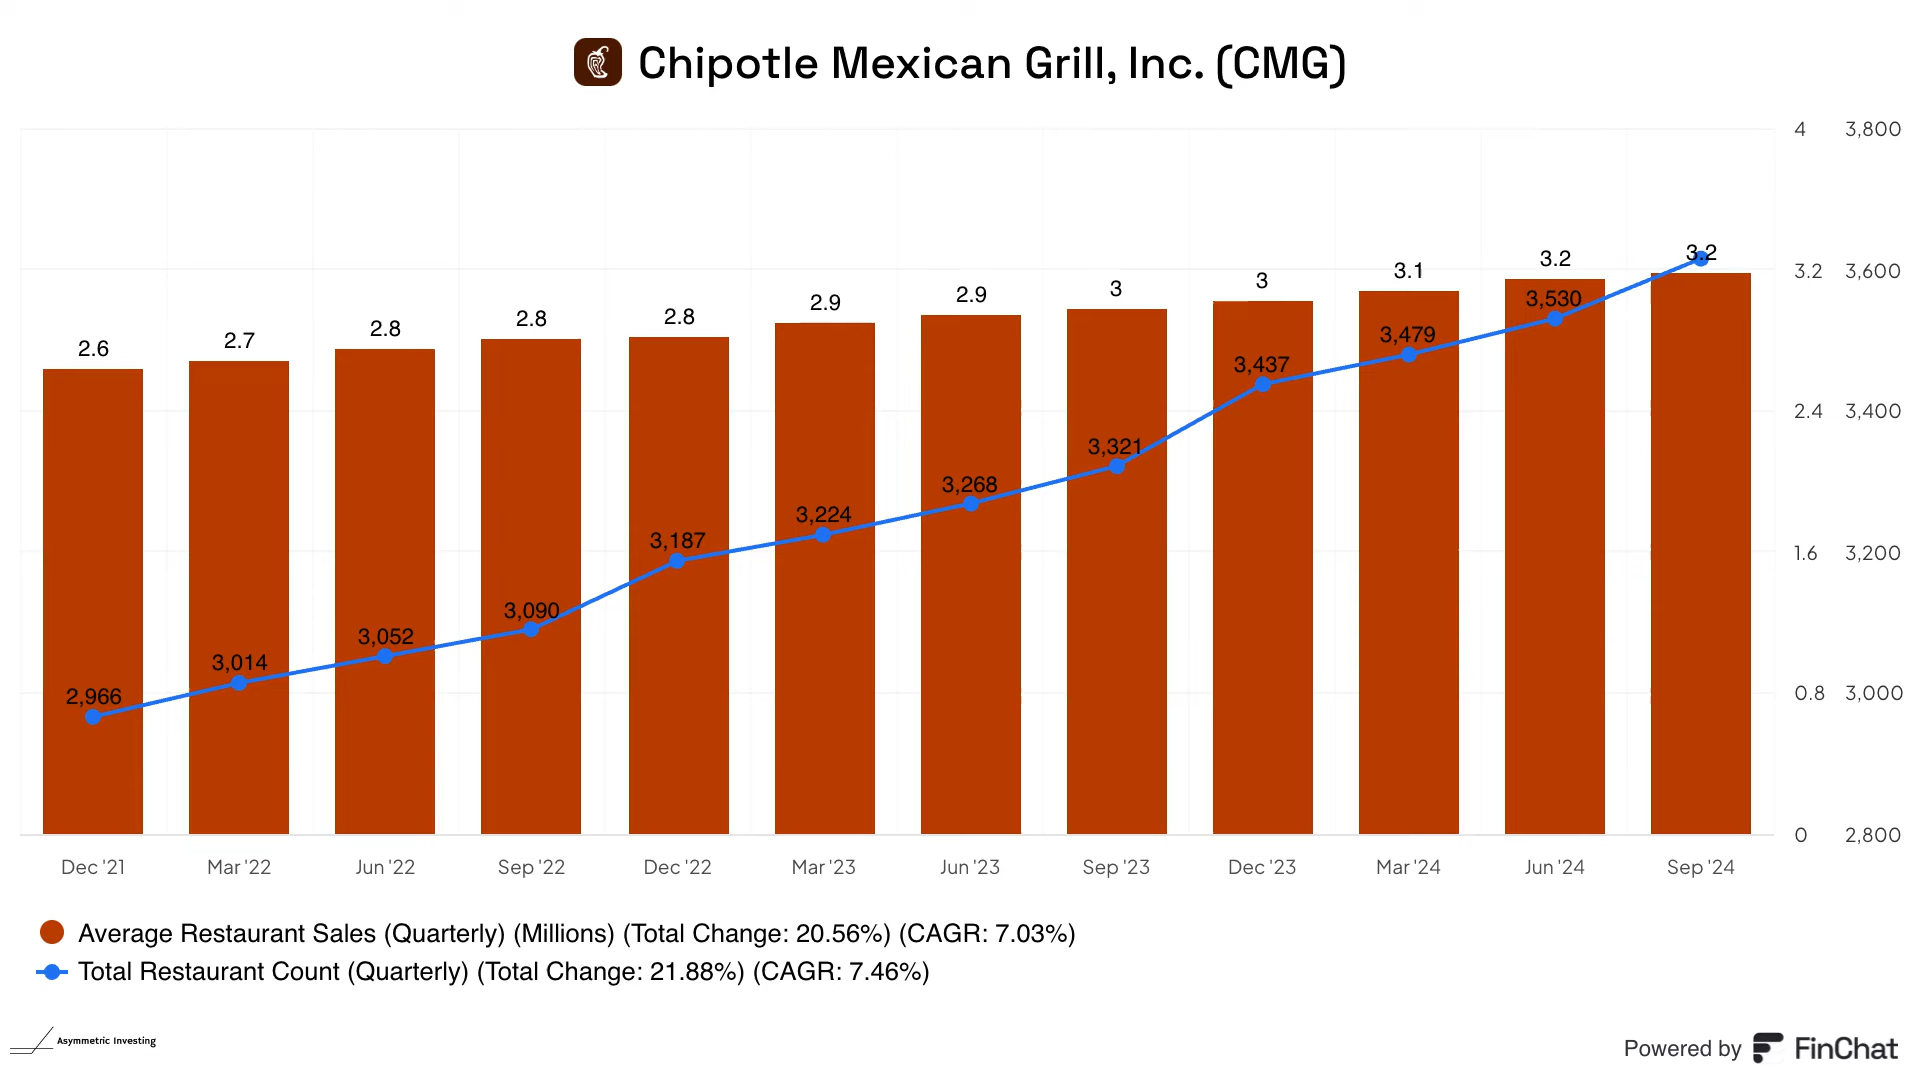 Chipotle Mexican Grill, Inc. (CMG)
4 3,800
3.2 3,600
2.4 3,400
1.6 3,200
0.8 3,000
0 2,800
2.6 2.7 2.8 2.8 2.8 2.9 2.9 3 3 3.1 3.2 3.2
2,966 3,014 3,052 3,090 3,187 3,224 3,268 3,321 3,437 3,479 3,530
Dec '21 Mar '22 Jun '22 Sep '22 Dec '22 Mar '23 Jun '23 Sep '23 Dec '23 Mar '24 Jun '24 Sep '24
Average Restaurant Sales (Quarterly) (Millions) (Total Change: 20.56%) (CAGR: 7.03%)
Total Restaurant Count (Quarterly) (Total Change: 21.88%) (CAGR: 7.46%)
Asymmetric Investing
Powered by FinChat